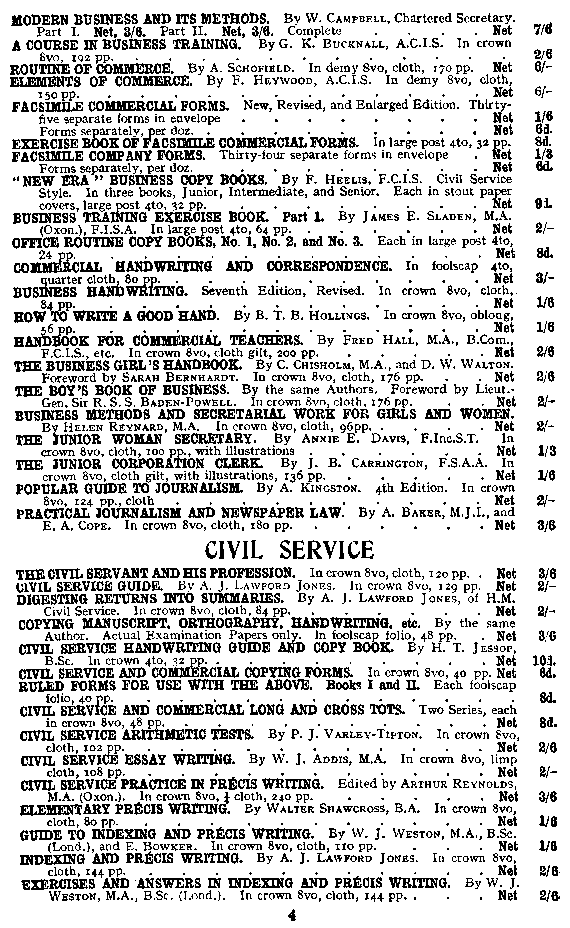 MODERN BUSINESS AND ITS METHODS. By W. CAMPBELL, Chartered Secretary.
Part I. Net, 3/6. Part II. Net, 3/6. Complete . . . . Net 7/6
A COURSE IN BUSINESS TRAINING. By G. K. BUCKNALL, A.C.I.S. In crown
8vo, 192 pp. . . . . . . . . . . 2/6
ROUTINE OF COMMERCE. By A. SCHOFIELD. In demy 8vo, cloth, 170 pp. Net 6/-
ELEMENTS OF COMMERCE. By F. HEYWOOD, A.C.I.S. In demy 8vo, cloth,
150 pp. . . . . . . . . . . Net 6/-
FACSIMILE COMMERCIAL FORMS. New, Revised, and Enlarged Edition. Thirty-
five separate forms in envelope . . . . . . . Net 1/6
Forms separately, per doz. . . . . . . . Net 6d.
EXERCISE BOOK OF FACSIMILE COMMERCIAL FORMS. In large post 4to, 32 pp. 8d.
FACSIMILE COMPANY FORMS. Thirty-four separate forms in envelope . Net 1/3
Forms separately, per doz. . . . . . . . Net 6d.
"NEW ERA" BUSINESS COPY BOOKS. By F. HEELIS, F.C.I.S. Civil Service
Style. In three books, Junior, Intermediate, and Senior. Each in stout paper
covers, large post 4to, 32 pp. . . . . . . . Net 9d.
BUSINESS TRAINING EXERCISE BOOK. Part 1. By JAMES E. SLADEN, M.A.
(Oxon.), F.I.S.A. In large post 4to, 64 pp. . . . . . Net 2/-
OFFICE ROUTINE COPY BOOKS, No. 1, No. 2, and No. 3. Each in large post 4to,
24 pp. . . . . . . . . . . Net 8d.
COMMERCIAL HANDWRITING AND CORRESPONDENCE. In foolscap 4to,
quarter cloth, 80 pp. . . . . . . . . Net 3/-
BUSINESS HANDWRITING. Seventh Edition, Revised. In crown 8vo, cloth,
84 pp. . . . . . . . . . . Net 1/6
HOW TO WRITE A GOOD HAND. By B. T. B. HOLLINGS. In crown 8vo, oblong,
56 pp. . . . . . . . . . . Net 1/6
HANDBOOK FOR COMMERCIAL TEACHERS. By FRED HALL, M.A., B.Com.,
F.C.I.S., etc. In crown 8vo, cloth gilt, 200 pp. . . . . Net 2/6
THE BUSINESS GIRL'S HANDBOOK. By C. CHISHOLM, M.A., and D. W. WALTON.
Foreword by SARAH BERNHARDT. In crown 8vo, cloth, 176 pp. . . Net 2/6
THE BOY'S BOOK OF BUSINESS. By the same Authors. Foreword by Lieut.-
Gen. Sir R. S. S. BADEN-POWELL. In crown 8vo, cloth, 176 pp. . . Net 2/-
BUSINESS METHODS AND SECRETARIAL WORK FOR GIRLS AND WOMEN.
By HELEN REYNARD, M.A. In crown 8vo, cloth, 96pp. . . . Net 2/-
THE JUNIOR WOMAN SECRETARY. By ANNIE E. DAVIS, F.Inc.S.T. In
crown 8vo, cloth, 100 pp., with illustrations . . . . . Net 1/3
THE JUNIOR CORPORATION CLERK. By J. B. CARRINGTON, F.S.A.A. In
crown 8vo, cloth gilt, with illustrations, 136 pp. . . . . Net 1/6
POPULAR GUIDE TO JOURNALISM. By A. KINGSTON. 4th Edition. In crown
8vo, 124 pp., cloth . . . . . . . . Net 2/-
PRACTICAL JOURNALISM AND NEWSPAPER LAW. By A. BAKER, M.J.I., and
E. A. COPE. In crown 8vo, cloth, 180 pp. . . . . . Net 3/6
CIVIL SERVICE
THE CIVIL SERVANT AND HIS PROFESSION. In crown 8vo, cloth, 120 pp. . Net 3/6
CIVIL SERVICE GUIDE. By A. J. LAWFORD JONES. In crown 8vo, cloth, 129 pp. Net 2/-
DIGESTING RETURNS INTO SUMMARIES. By A. J. LAWFORD JONES, of H.M.
Civil Service. In crown 8vo, cloth, 84 pp. . . . . . Net 2/-
COPYING MANUSCRIPT, ORTHOGRAPHY, HANDWRITING, etc. By the same
Author. Actual Examination Papers only. In foolscap folio, 48 pp. . Net 3/6
CIVIL SERVICE HANDWRITING GUIDE AND COPY BOOK. By H. T. JESSOP,
B.Sc. In crown 4to, 32 pp. . . . . . . . Net 10d.
CIVIL SERVICE AND COMMERCIAL COPYING FORMS. In crown 8vo, 40 pp. Net 6d.
RULED FORMS FOR USE WITH THE ABOVE. Books I and II. Each foolscap
folio, 40 pp. . . . . . . . . . 8d.
CIVIL SERVICE AND COMMERCIAL LONG AND CROSS TOTS. Two Series, each
in crown 8vo, 48 pp. . . . . . . . . Net 8d.
CIVIL SERVICE ARITHMETIC TESTS. By P. J. VARLEY-TIPTON. In crown 8vo,
cloth, 102 pp. . . . . . . . . . Net 2/6
CIVIL SERVICE ESSAY WRITING. By W. J. ADDIS, M.A. In crown 8vo, limp
cloth, 108 pp. . . . . . . . . . Net 2/-
CIVIL SERVICE PRACTICE IN PRÉCIS WRITING. Edited by ARTHUR REYNOLDS,
M.A. (Oxon.). In crown 8vo, ¼ cloth, 240 pp. . . . . . Net 3/6
ELEMENTARY PRÉCIS WRITING. By WALTER SHAWCROSS, B.A. In crown 8vo,
cloth, 80 pp. . . . . . . . . . Net 1/6
GUIDE TO INDEXING AND PRÉCIS WRITING. By W. J. WESTON, M.A., B.Sc.
(Lond.), and E. BOWKER. In crown 8vo, cloth, 110 pp. . . . Net 1/6
INDEXING AND PRÉCIS WRITING. By A. J. LAWFORD JONES. In crown 8vo,
cloth, 144 pp. . . . . . . . . . Net 2/6
EXERCISES AND ANSWERS IN INDEXING AND PRÉCIS WRITING. By W. J.
WESTON, M.A., B.Sc. (Lond.). In crown 8vo, cloth, 144 pp. . . . Net 2/6
4